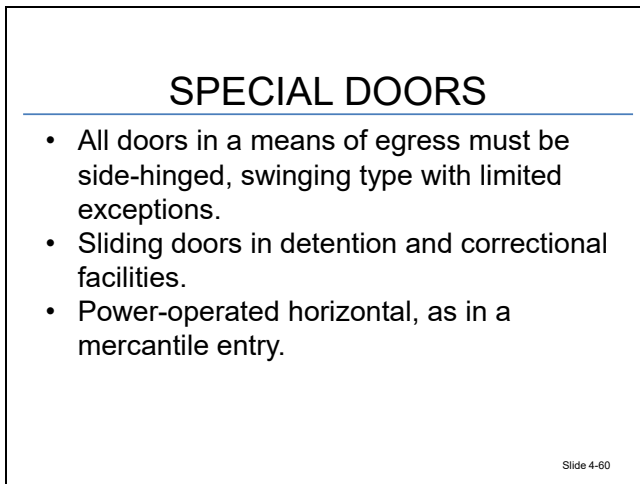 SPECIAL DOORS
• All doors in a means of egress must be
side-hinged, swinging type with limited
exceptions.
• Sliding doors in detention and correctional
facilities.
• Power-operated horizontal, as in a
mercantile entry.
Slide 4-60